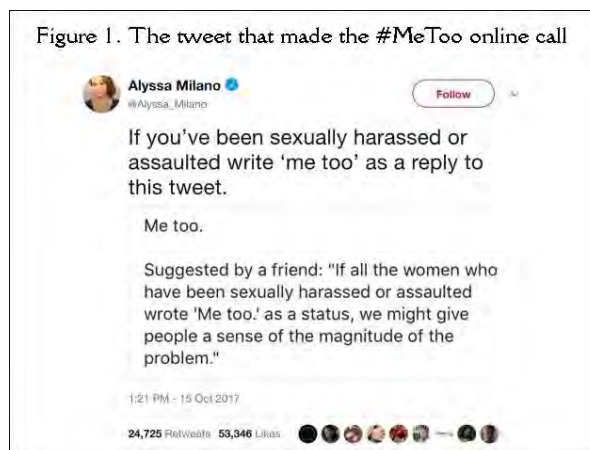 Figure 1. The tweet that made the #MeToo online call
Alyssa Milano
@Alyssa_Milano
Follow
If you've been sexually harassed or
assaulted write 'me too' as a reply to
this tweet.
Me too.
Suggested by a friend: "If all the women who
have been sexually harassed or assaulted
wrote 'Me too.' as a status, we might give
people a sense of the magnitude of the
problem."
1:21 PM - 15 Oct 2017
24,725 Retweets 53,346 Likes